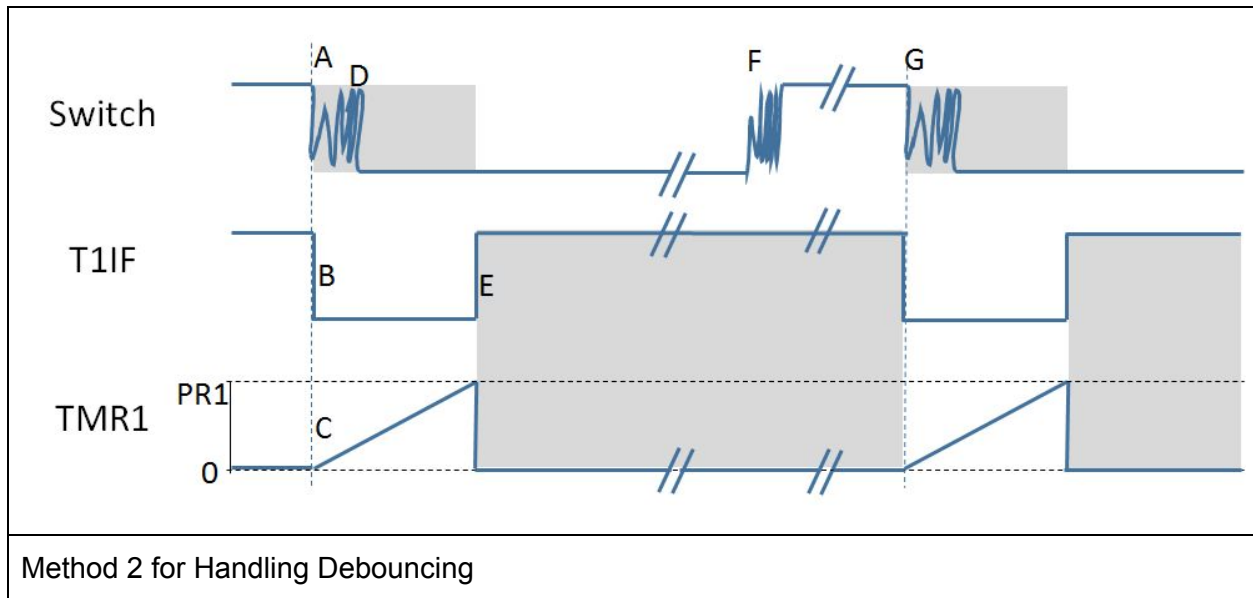 A
D
F
G
Switch
T1IF
B
E
PR1
TMR1
C
0
Method 2 for Handling Debouncing